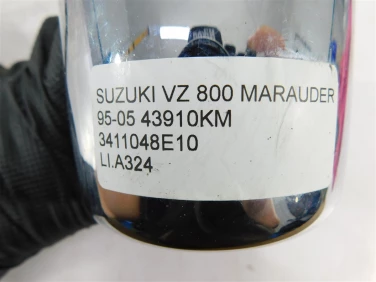 SUZUKI VZ 800 MARAUDER
95-05 43910KM
3411048E10
LI.A324